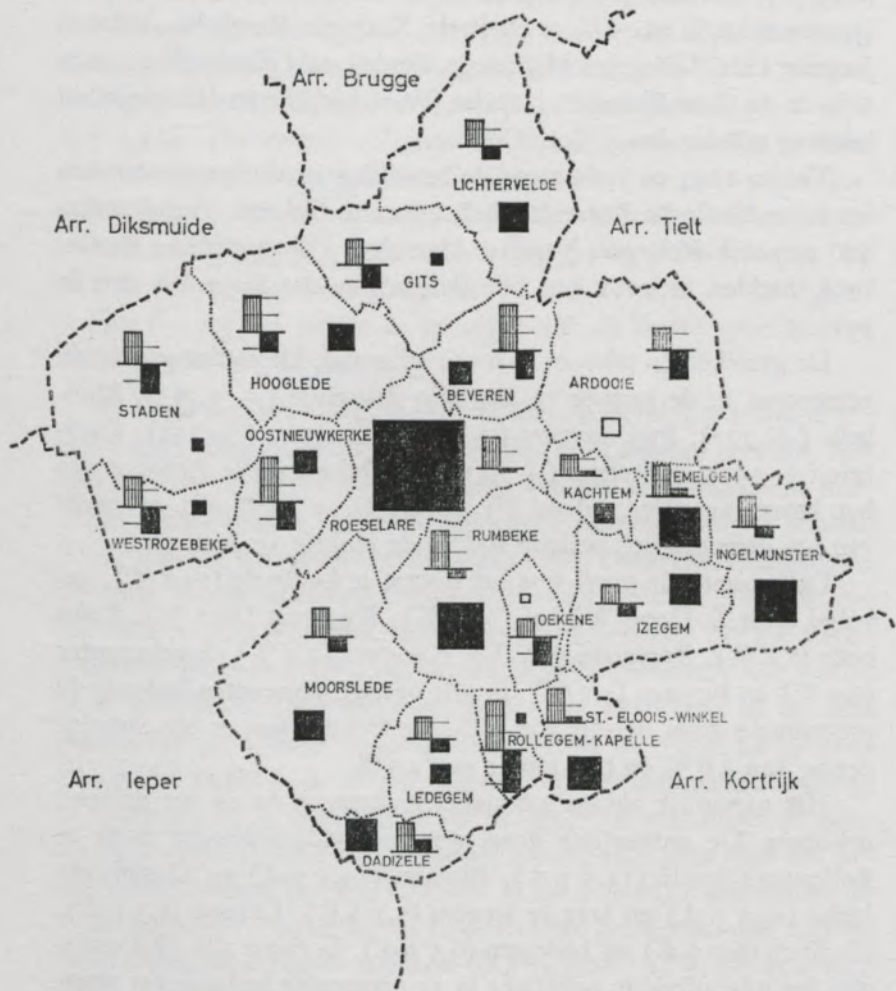 Arr. Brugge
LICHTERVELDE
Arr. Diksmuide
Arr. Tielt
GITS
HOOGLEDE
BEVEREN
ARDOOIE
STADEN
OOSTNIEUWKERKE
EMELGEM
KACHTEM
WESTROZEBEKE
ROESELARE
RUMBEKE
INGELMUNSTER
OEKENE
IZEGEM
MOORSLEDE
ST.-ELOOIS-WINKEL
ROLLEGEM-KAPELLE
Arr. Ieper
LEDEGEM
Arr. Kortrijk
DADIZELE